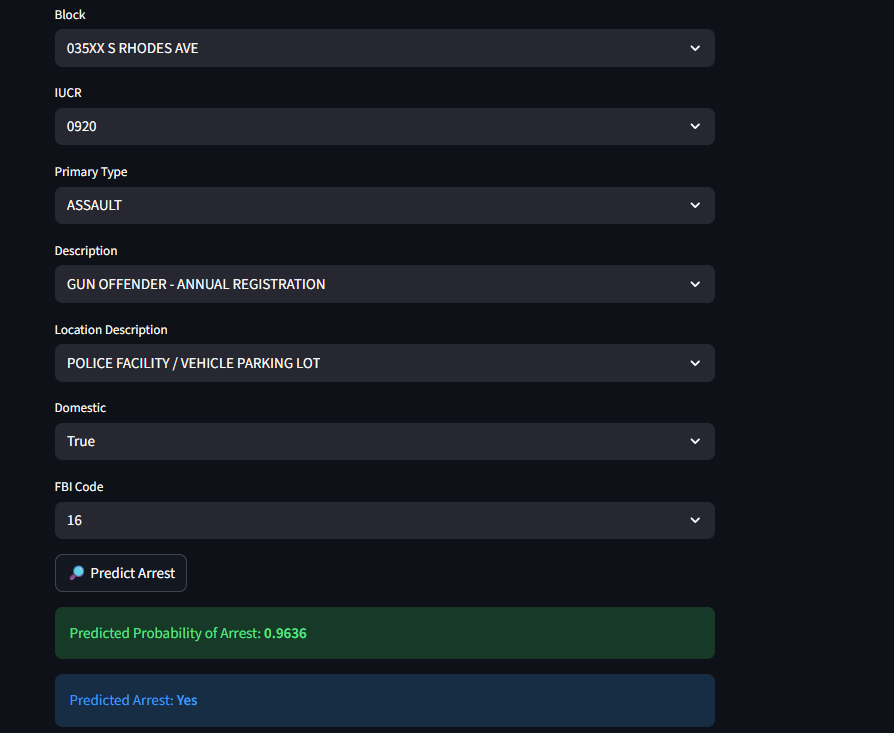 Block
035XX S RHODES AVE
IUCR
0920
Primary Type
ASSAULT
Description
GUN OFFENDER - ANNUAL REGISTRATION
Location Description
POLICE FACILITY / VEHICLE PARKING LOT
Domestic
True
FBI Code
16
🔎 Predict Arrest
Predicted Probability of Arrest: 0.9636
Predicted Arrest: Yes